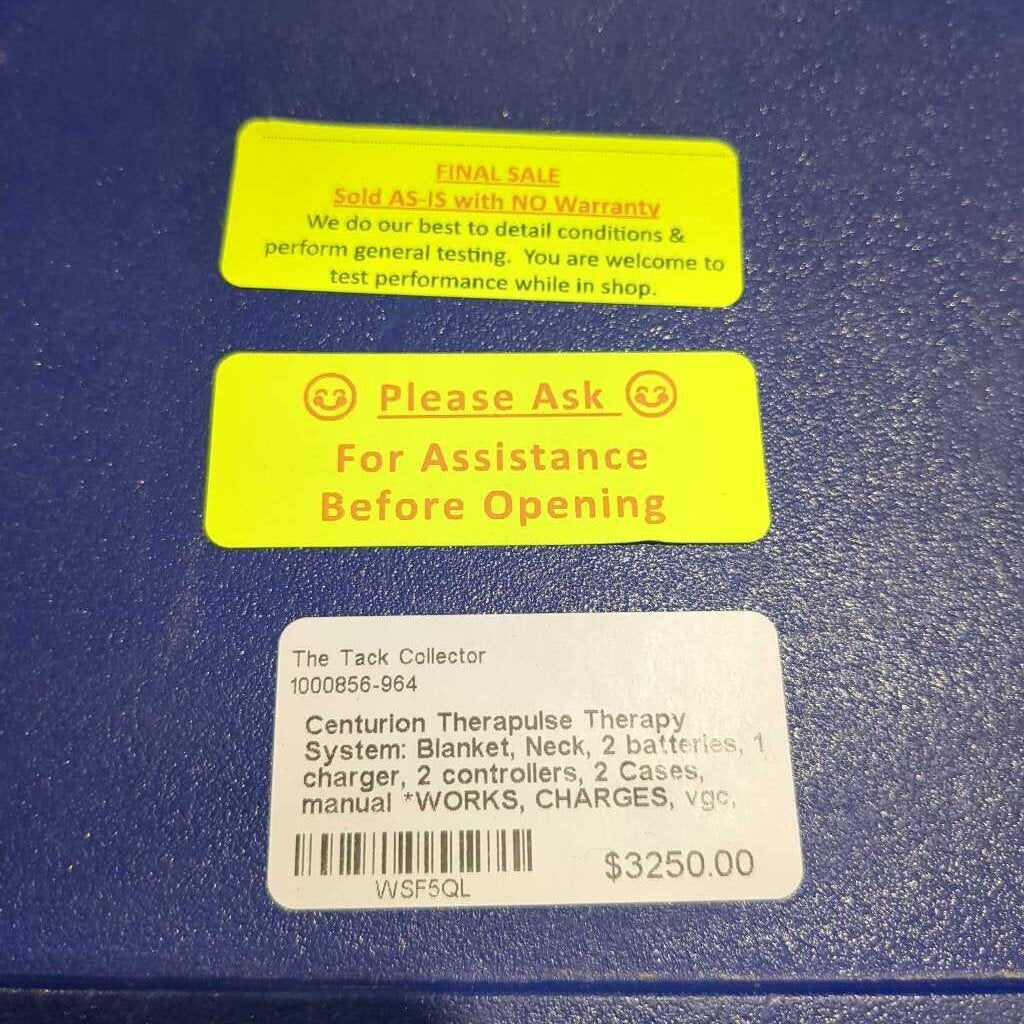 FINAL SALE
Sold AS-IS with NO Warranty
We do our best to detail conditions &
perform general testing. You are welcome to
test performance while in shop.
Please Ask
For Assistance
Before Opening
The Tack Collector
1000856-964
Centurion Therapulse Therapy
System: Blanket, Neck, 2 batteries, 1
charger, 2 controllers, 2 Cases,
manual *WORKS, CHARGES, vgc,
WSF5QL
$3250.00